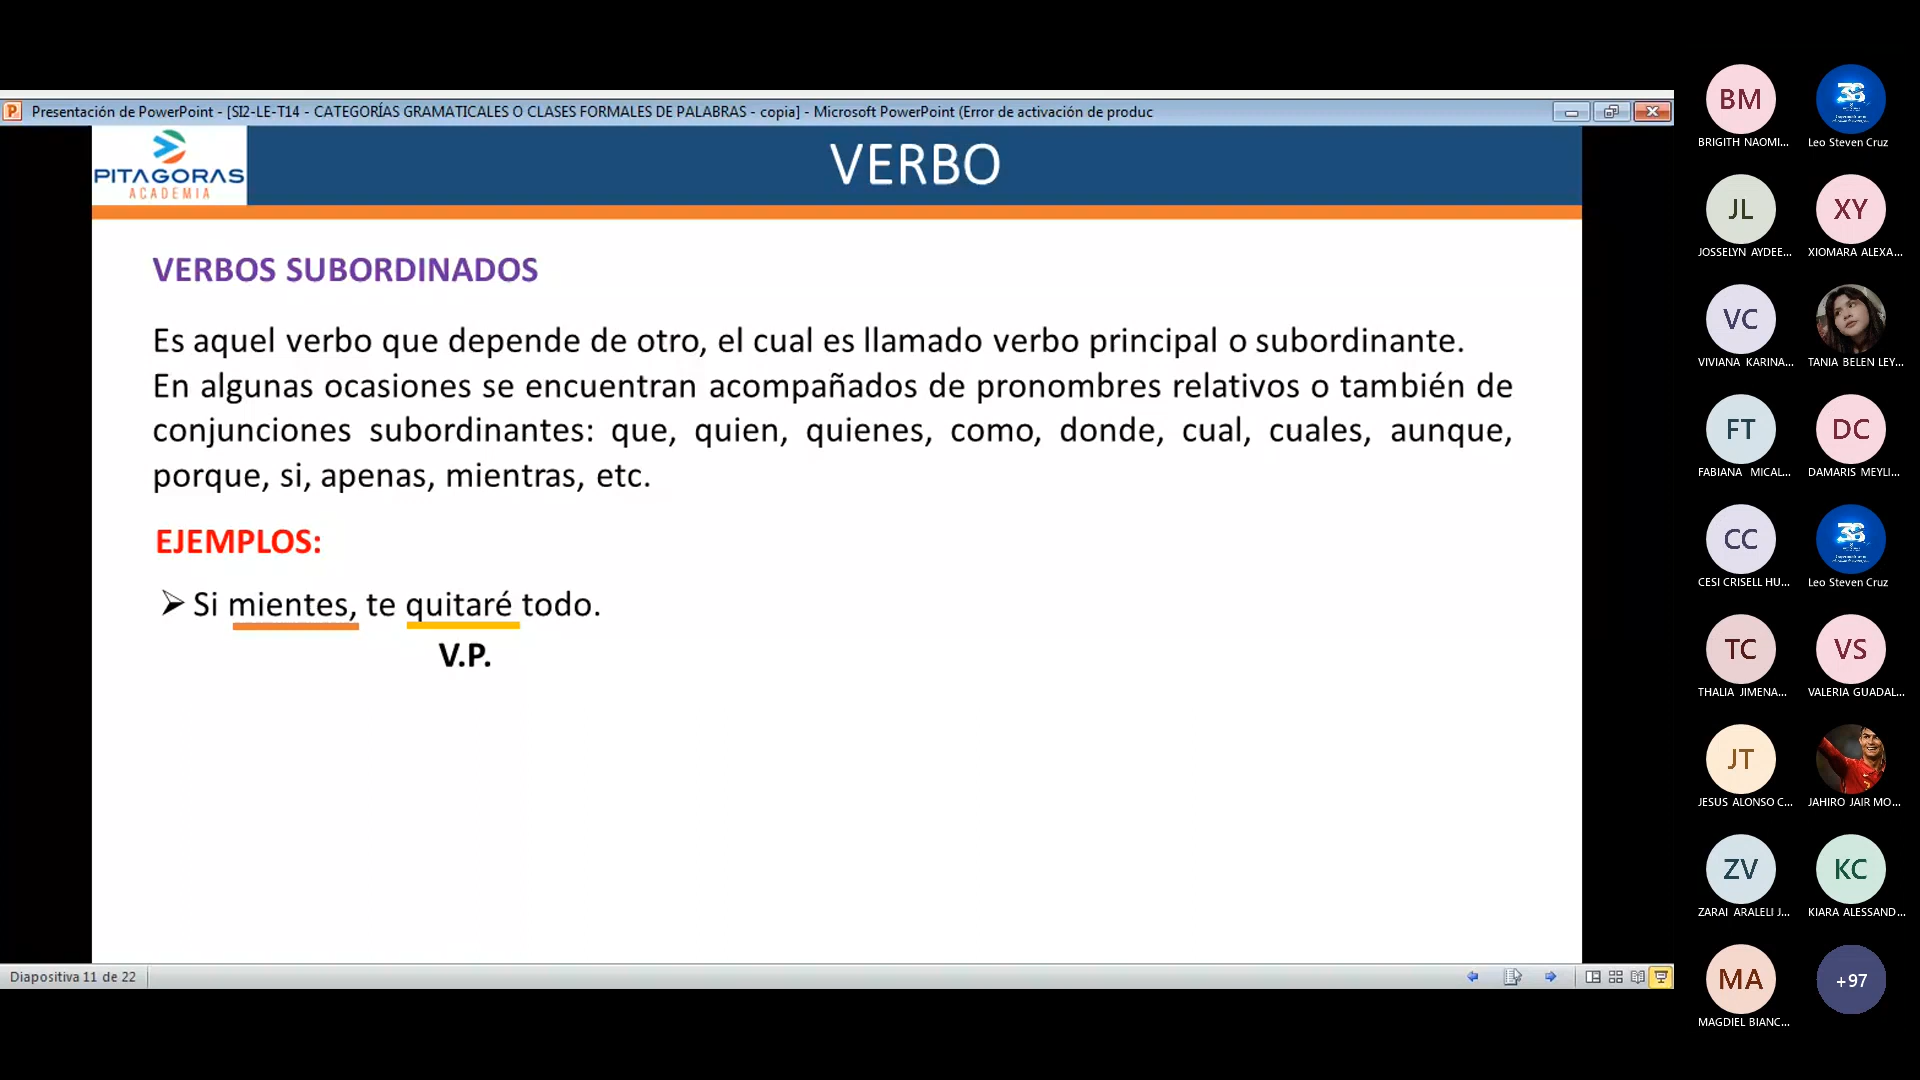 Presentación de PowerPoint - [SI2-LE-T14 - CATEGORÍAS GRAMATICALES O CLASES FORMALES DE PALABRAS - copia] - Microsoft PowerPoint (Error de activación de produc
PITAGORAS
ACADEMIA
VERBO
VERBOS SUBORDINADOS
Es aquel verbo que depende de otro, el cual es llamado verbo principal o subordinante.
En algunas ocasiones se encuentran acompañados de pronombres relativos o también de
conjunciones subordinantes: que, quien, quienes, como, donde, cual, cuales, aunque,
porque, si, apenas, mientras, etc.
EJEMPLOS:
Si mientes, te quitaré todo.
V.P.
Diapositiva 11 de 22
BM
BRIGITH NAOMI...
Leo Steven Cruz
JL
JOSSELYN AYDEE...
XY
XIOMARA ALEXA...
VC
VIVIANA KARINA...
TANIA BELEN LEY...
FT
FABIANA MICAL...
DC
DAMARIS MEYLI...
CC
CESI CRISELL HU...
Leo Steven Cruz
TC
THALIA JIMENA...
VS
VALERIA GUADAL...
JT
JESUS ALONSO C...
JAHIRO JAIR MO...
ZV
ZARAI ARALELI J...
KC
KIARA ALESSAND...
MA
MAGDIEL BIANC...
+97